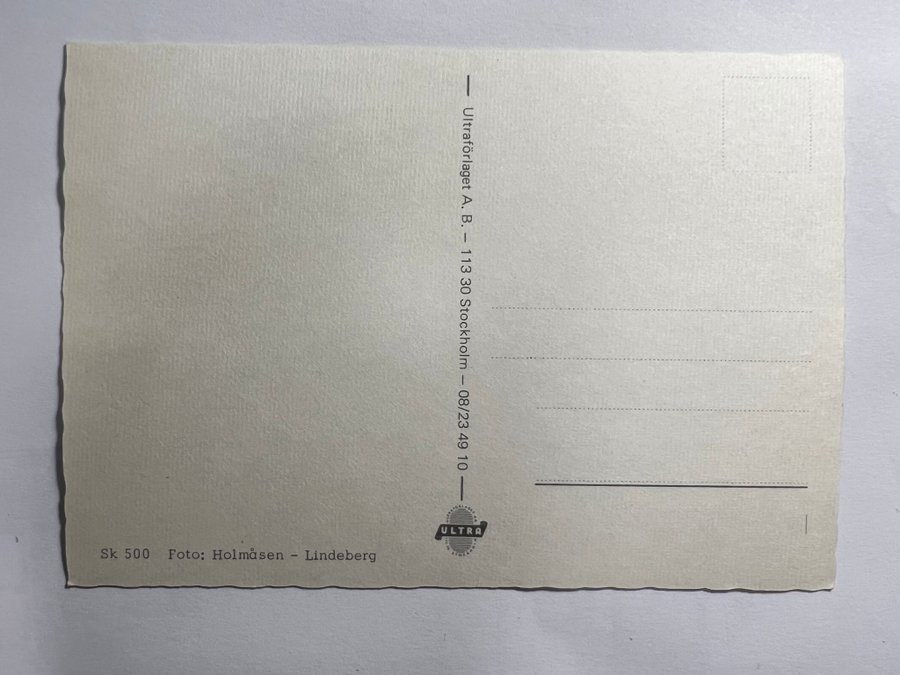 Ultraförlaget A. B. – 113 30 Stockholm – 08/23 49 10
ULTRA
Sk 500 Foto: Holmåsen – Lindeberg